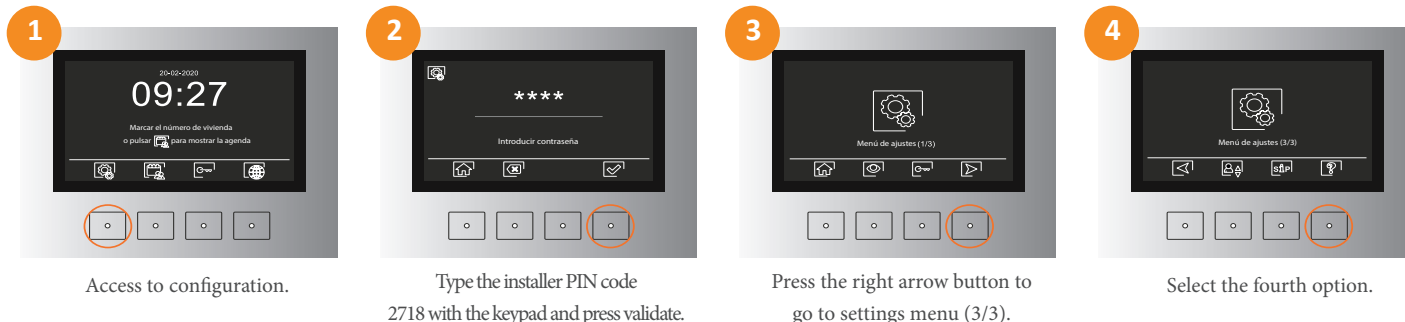 1
20-02-2020
09:27
Marcar el número de vivienda
o pulsar para mostrar la agenda
Access to configuration.
2
****
Introducir contraseña
Type the installer PIN code
2718 with the keypad and press validate.
3
Menú de ajustes (1/3)
Press the right arrow button to
go to settings menu (3/3).
4
Menú de ajustes (3/3)
SIP
Select the fourth option.